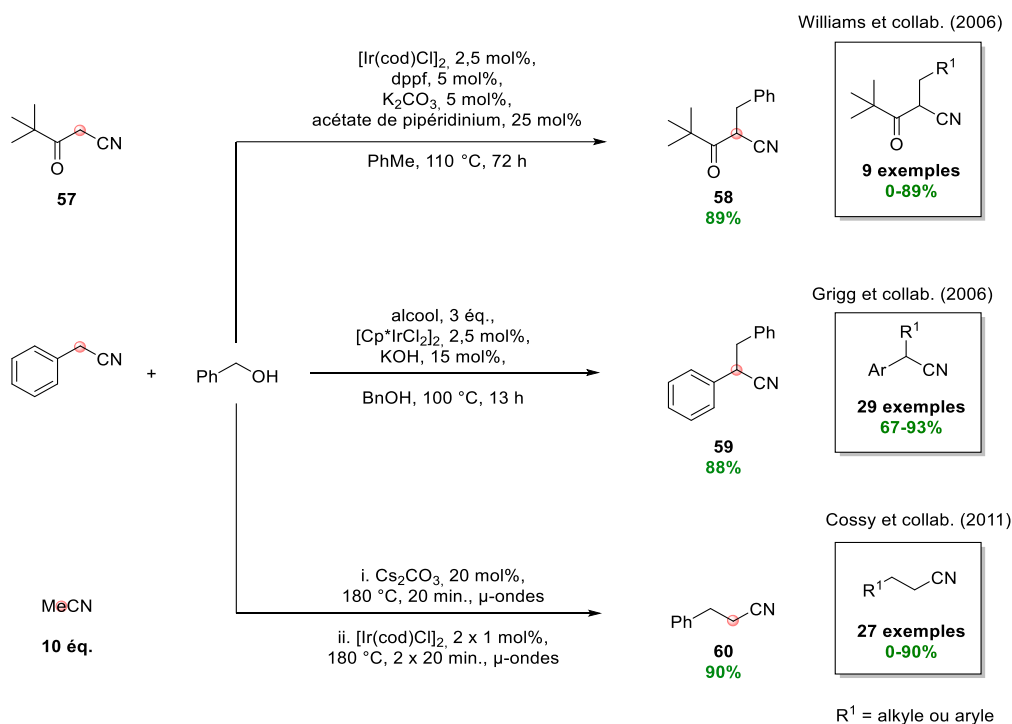 Williams et collab. (2006)
[Ir(cod)Cl]2, 2,5 mol%,
dppf, 5 mol%,
K2CO3, 5 mol%,
acétate de pipéridinium, 25 mol%
PhMe, 110 °C, 72 h
O
CN
57
Ph
O
CN
58
89%
R1
O
CN
9 exemples
0-89%
Grigg et collab. (2006)
alcool, 3 éq.,
[Cp*IrCl2]2, 2,5 mol%,
KOH, 15 mol%,
BnOH, 100 °C, 13 h
CN
+
Ph OH
Ph
CN
59
88%
R1
Ar CN
29 exemples
67-93%
Cossy et collab. (2011)
i. Cs2CO3, 20 mol%,
180 °C, 20 min., µ-ondes
ii. [Ir(cod)Cl]2, 2 x 1 mol%,
180 °C, 2 x 20 min., µ-ondes
MeCN
10 éq.
Ph CN
60
90%
R1 CN
27 exemples
0-90%
R1 = alkyle ou aryle